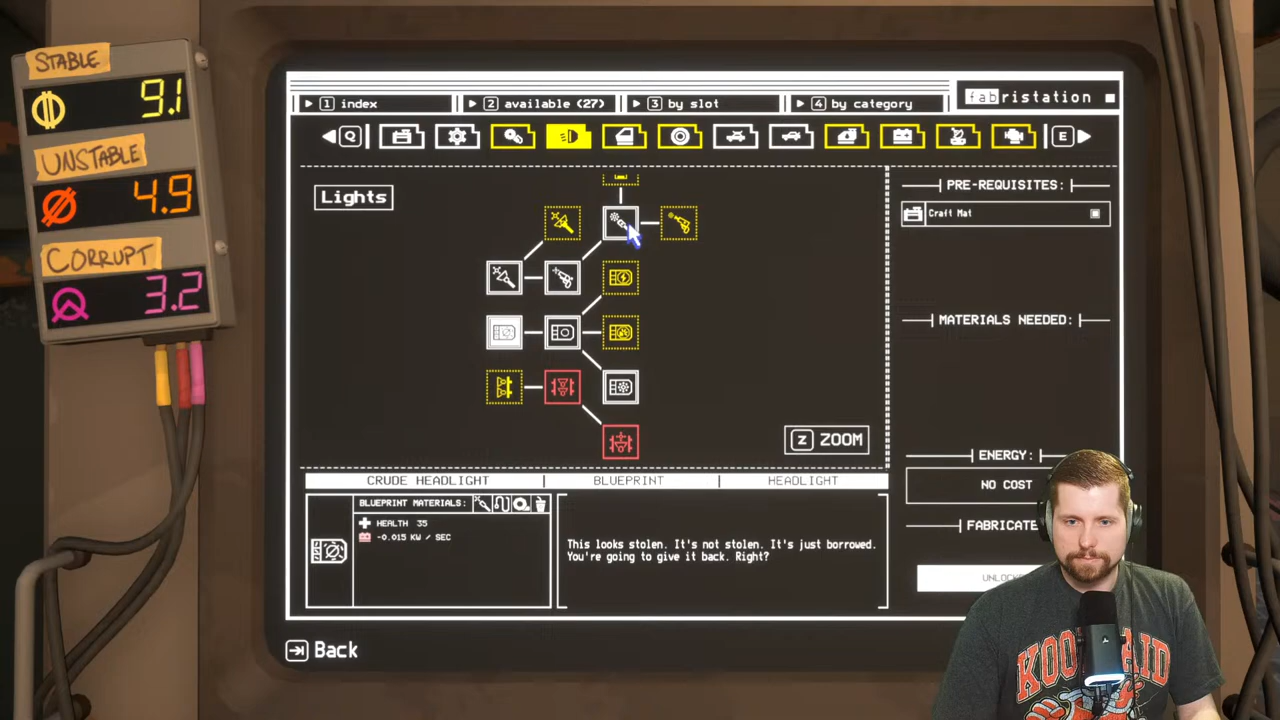 STABLE
9.1
UNSTABLE
4.9
CORRUPT
3.2
1 index
2 available (27)
3 by slot
4 by category
fabristation
Q
E
Lights
PRE-REQUISITES:
Craft Mat
MATERIALS NEEDED:
Z ZOOM
ENERGY:
NO COST
FABRICATE
CRUDE HEADLIGHT
BLUEPRINT
HEADLIGHT
BLUEPRINT MATERIALS:
HEALTH 35
-0.015 KW / SEC
This looks stolen. It's not stolen. It's just borrowed.
You're going to give it back. Right?
Back